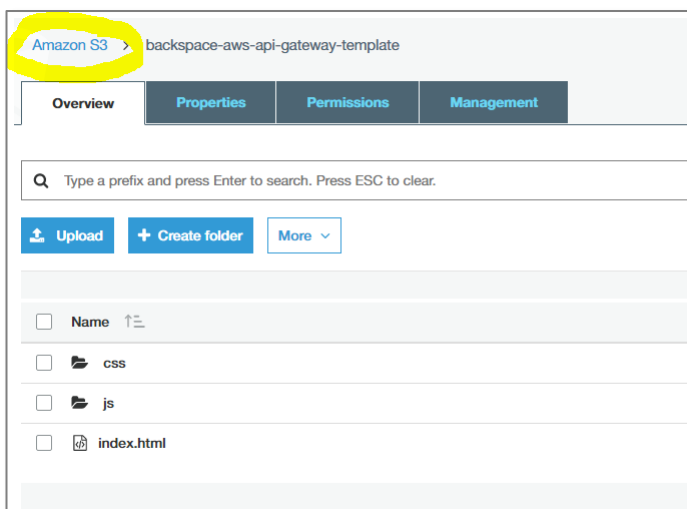 Amazon S3 > backspace-aws-api-gateway-template
Overview Properties Permissions Management
Type a prefix and press Enter to search. Press ESC to clear.
Upload + Create folder More
Name
css
js
index.html